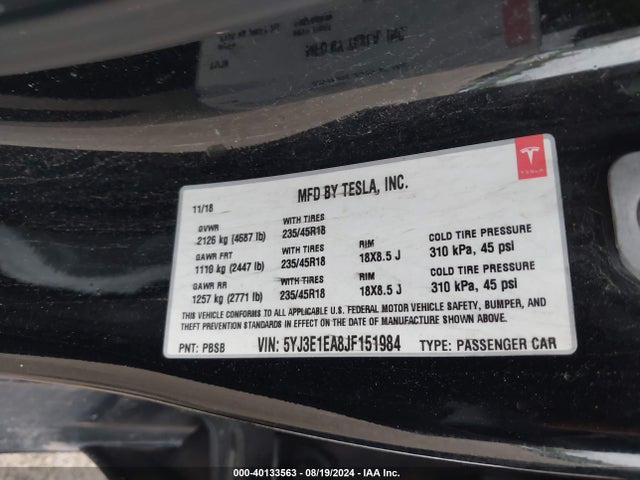 MFD BY TESLA, INC.
TESLA
11/18
GVWR
2126 kg (4687 lb)
WITH TIRES
235/45R18
GAWR FRT
1110 kg (2447 lb)
WITH TIRES
235/45R18
RIM
18X8.5 J
COLD TIRE PRESSURE
310 kPa, 45 psi
GAWR RR
1257 kg (2771 lb)
WITH TIRES
235/45R18
RIM
18X8.5 J
COLD TIRE PRESSURE
310 kPa, 45 psi
THIS VEHICLE CONFORMS TO ALL APPLICABLE U.S. FEDERAL MOTOR VEHICLE SAFETY, BUMPER, AND
THEFT PREVENTION STANDARDS IN EFFECT ON THE DATE OF MANUFACTURE SHOWN ABOVE.
PNT: PBSB
VIN: 5YJ3E1EA8JF151984
TYPE: PASSENGER CAR
000-40133563 - 08/19/2024 - IAA Inc.